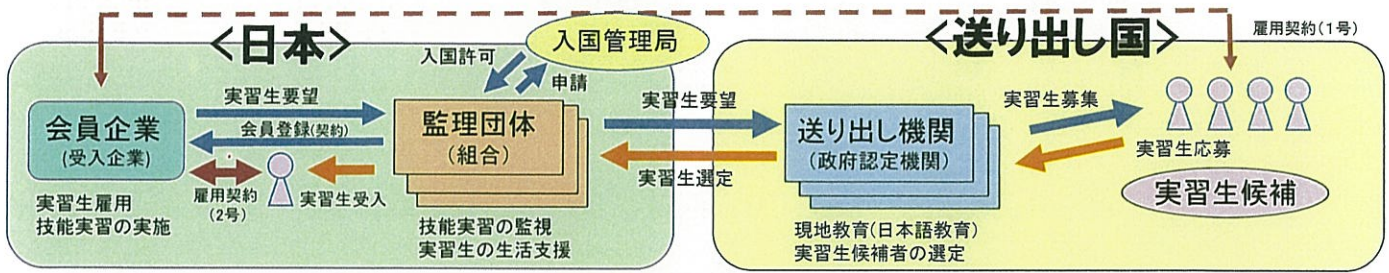 <日本>
入国管理局
<送り出し国>
雇用契約(1号)
入国許可
申請
会員企業
(受入企業)
実習生要望
会員登録(契約)
監理団体
(組合)
実習生要望
実習生選定
送り出し機関
(政府認定機関)
実習生募集
実習生応募
実習生候補
雇用契約
(2号)
実習生受入
実習生雇用
技能実習の実施
技能実習の監視
実習生の生活支援
現地教育(日本語教育)
実習生候補者の選定